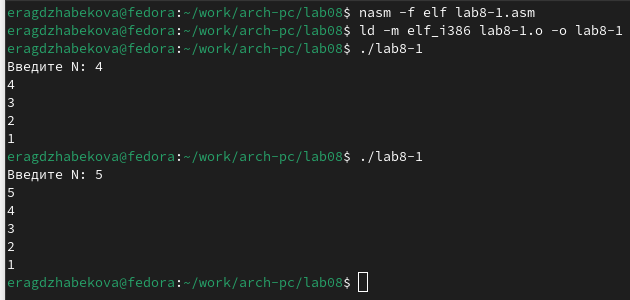 eragdzhabekova@fedora:~/work/arch-pc/lab08$ nasm -f elf lab8-1.asm
eragdzhabekova@fedora:~/work/arch-pc/lab08$ ld -m elf_i386 lab8-1.o -o lab8-1
eragdzhabekova@fedora:~/work/arch-pc/lab08$ ./lab8-1
Введите N: 4
4
3
2
1
eragdzhabekova@fedora:~/work/arch-pc/lab08$ ./lab8-1
Введите N: 5
5
4
3
2
1
eragdzhabekova@fedora:~/work/arch-pc/lab08$